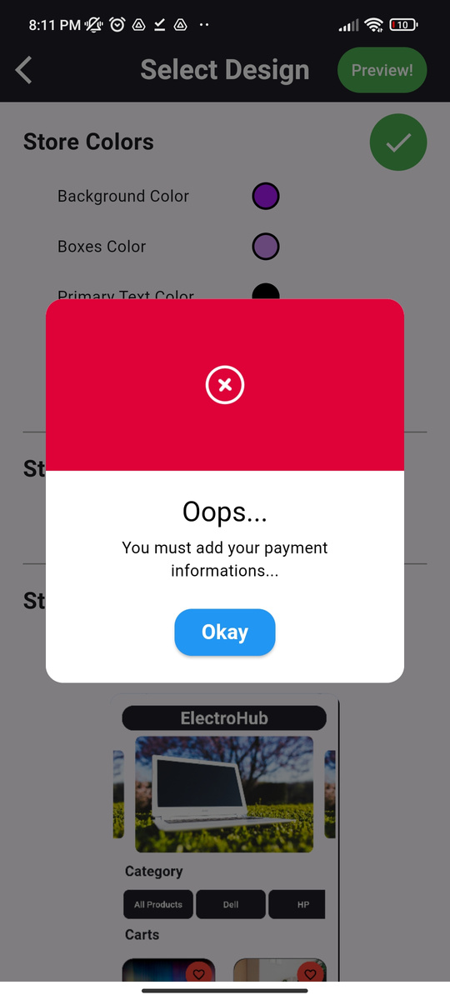 8:11 PM
10
Select Design
Preview!
Store Colors
Background Color
Boxes Color
Primary Text Color
St
St
Oops...
You must add your payment
informations...
Okay
ElectroHub
Category
All Products Dell HP
Carts